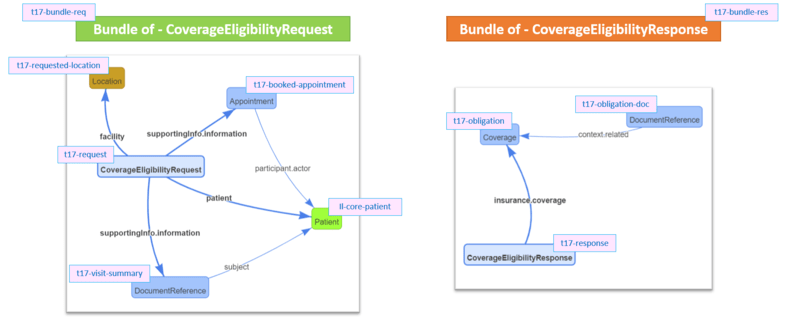 t17-bundle-req
Bundle of - CoverageEligibilityRequest
t17-requested-location
Location
t17-booked-appointment
Appointment
facility
supportingInfo.information
t17-request
CoverageEligibilityRequest
participant.actor
patient
Il-core-patient
Patient
supportingInfo.information
t17-visit-summary
subject
DocumentReference
t17-bundle-res
Bundle of - CoverageEligibilityResponse
t17-obligation-doc
DocumentReference
t17-obligation
Coverage
context.related
insurance.coverage
t17-response
CoverageEligibilityResponse